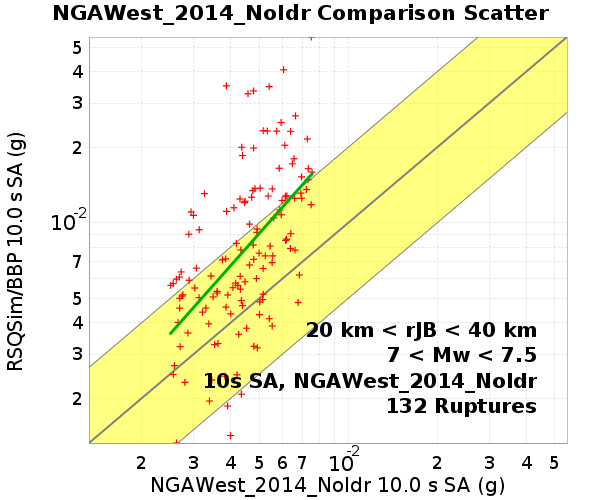 NGAWest_2014_NoIdr Comparison Scatter
RSQSim/BBP 10.0 s SA (g)
5
4
3
2
10-2
7
5
4
3
2
20 km < rJB < 40 km
7 < Mw < 7.5
10s SA, NGAWest_2014_NoIdr
132 Ruptures
2 3 4 5 6 7 10-2 2 3 4 5
NGAWest_2014_NoIdr 10.0 s SA (g)